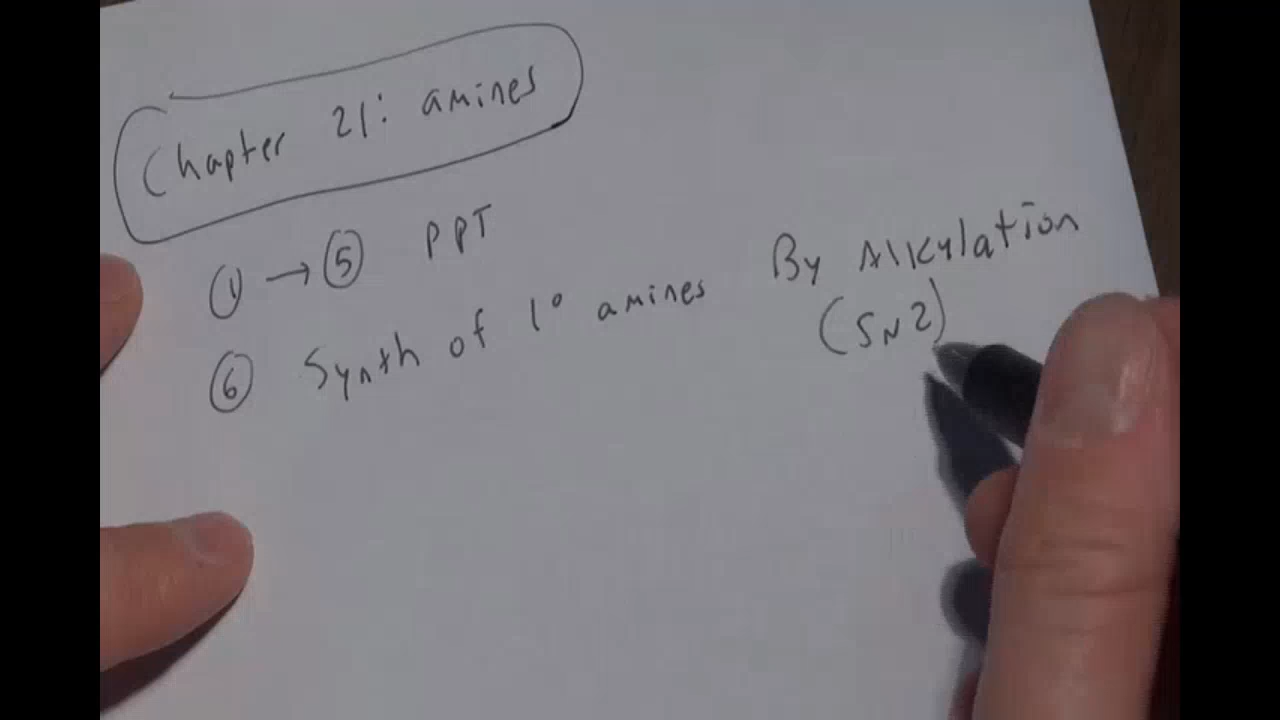 Chapter 21: amines
① → ⑤ PPT
⑥ Synth of 1° amines By Alkylation
(SN2)